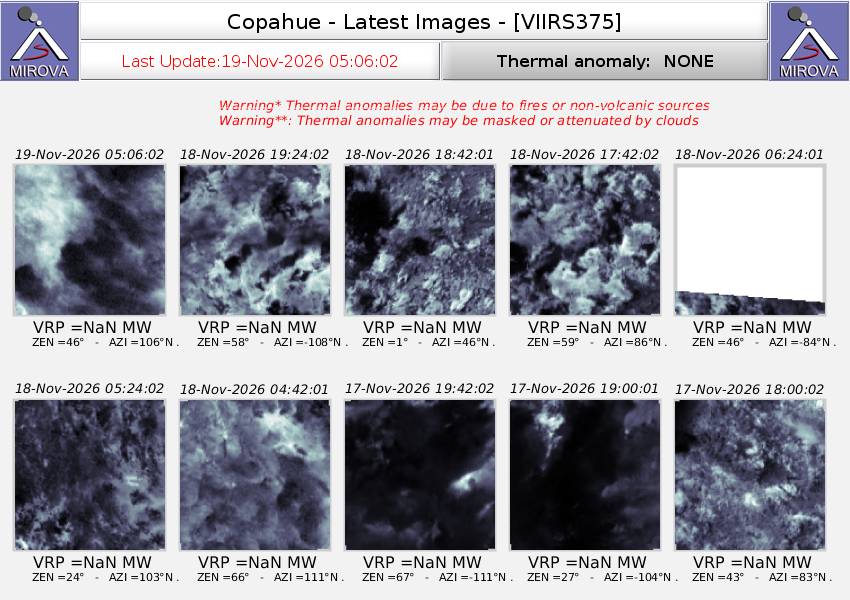 Copahue - Latest Images - [VIIRS375]
MIROVA
Last Update:19-Nov-2026 05:06:02
Thermal anomaly: NONE
MIROVA
Warning* Thermal anomalies may be due to fires or non-volcanic sources
Warning**: Thermal anomalies may be masked or attenuated by clouds
19-Nov-2026 05:06:02 18-Nov-2026 19:24:02 18-Nov-2026 18:42:01 18-Nov-2026 17:42:02 18-Nov-2026 06:24:01
VRP =NaN MW VRP =NaN MW VRP =NaN MW VRP =NaN MW VRP =NaN MW
ZEN =46° - AZI =106°N . ZEN =58° - AZI =-108°N . ZEN =1° - AZI =46°N . ZEN =59° - AZI =86°N . ZEN =46° - AZI =-84°N .
18-Nov-2026 05:24:02 18-Nov-2026 04:42:01 17-Nov-2026 19:42:02 17-Nov-2026 19:00:01 17-Nov-2026 18:00:02
VRP =NaN MW VRP =NaN MW VRP =NaN MW VRP =NaN MW VRP =NaN MW
ZEN =24° - AZI =103°N . ZEN =66° - AZI =111°N . ZEN =67° - AZI =-111°N . ZEN =27° - AZI =-104°N . ZEN =43° - AZI =83°N .